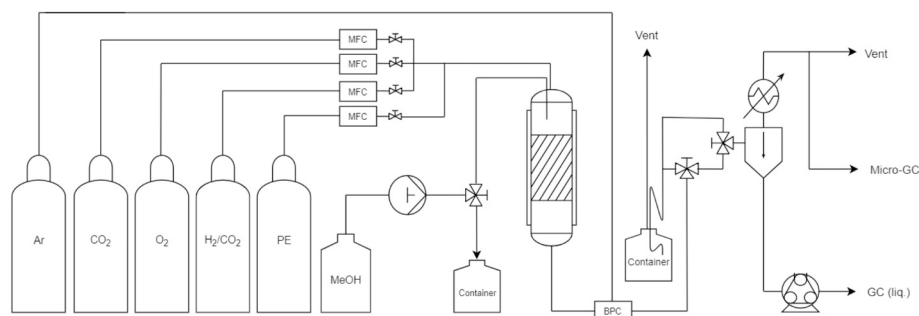 MFC
MFC
MFC
MFC
Vent
Vent
Micro-GC
Ar
CO2
O2
H2/CO2
PE
MeOH
Container
Container
BPC
GC (liq.)